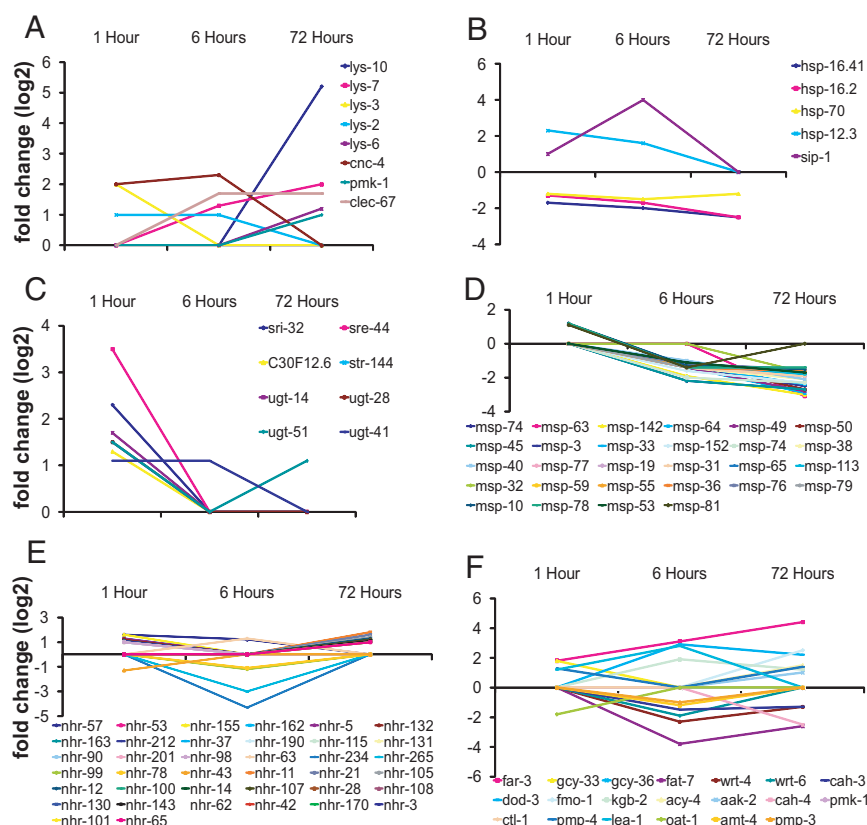 A
1 Hour 6 Hours 72 Hours
fold change (log2)
6
5
4
3
2
1
0
lys-10
lys-7
lys-3
lys-2
lys-6
cnc-4
pmk-1
clec-67
B
1 Hour 6 Hours 72 Hours
6
4
2
0
-2
-4
hsp-16.41
hsp-16.2
hsp-70
hsp-12.3
sip-1
C
1 Hour 6 Hours 72 Hours
fold change (log2)
4
3
2
1
0
sri-32 sre-44
C30F12.6 str-144
ugt-14 ugt-28
ugt-51 ugt-41
D
1 Hour 6 Hours 72 Hours
2
0
-2
-4
msp-74 msp-63 msp-142 msp-64 msp-49 msp-50
msp-45 msp-3 msp-33 msp-152 msp-74 msp-38
msp-40 msp-77 msp-19 msp-31 msp-65 msp-113
msp-32 msp-59 msp-55 msp-36 msp-76 msp-79
msp-10 msp-78 msp-53 msp-81
E
1 Hour 6 Hours 72 Hours
fold change (log2)
3
1
-1
-3
-5
nhr-57 nhr-53 nhr-155 nhr-162 nhr-5 nhr-132
nhr-163 nhr-212 nhr-37 nhr-190 nhr-115 nhr-131
nhr-90 nhr-201 nhr-98 nhr-63 nhr-234 nhr-265
nhr-99 nhr-78 nhr-43 nhr-11 nhr-21 nhr-105
nhr-12 nhr-100 nhr-14 nhr-107 nhr-28 nhr-108
nhr-130 nhr-143 nhr-62 nhr-42 nhr-170 nhr-3
nhr-101 nhr-65
F
1 Hour 6 Hours 72 Hours
6
4
2
0
-2
-4
-6
far-3 gcy-33 gcy-36 fat-7 wrt-4 wrt-6 cah-3
dod-3 fmo-1 kgb-2 acy-4 aak-2 cah-4 pmk-1
ctl-1 pmp-4 lea-1 oat-1 amt-4 pmp-3